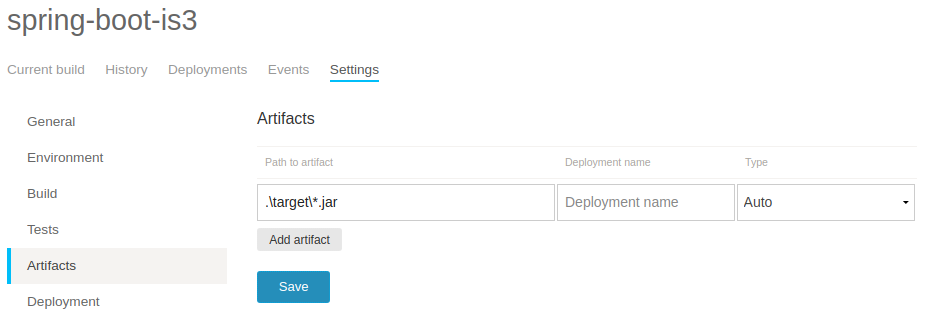 spring-boot-is3
Current build History Deployments Events Settings
General
Environment
Build
Tests
Artifacts
Deployment
Artifacts
Path to artifact Deployment name Type
.\target\*.jar Deployment name Auto
Add artifact
Save